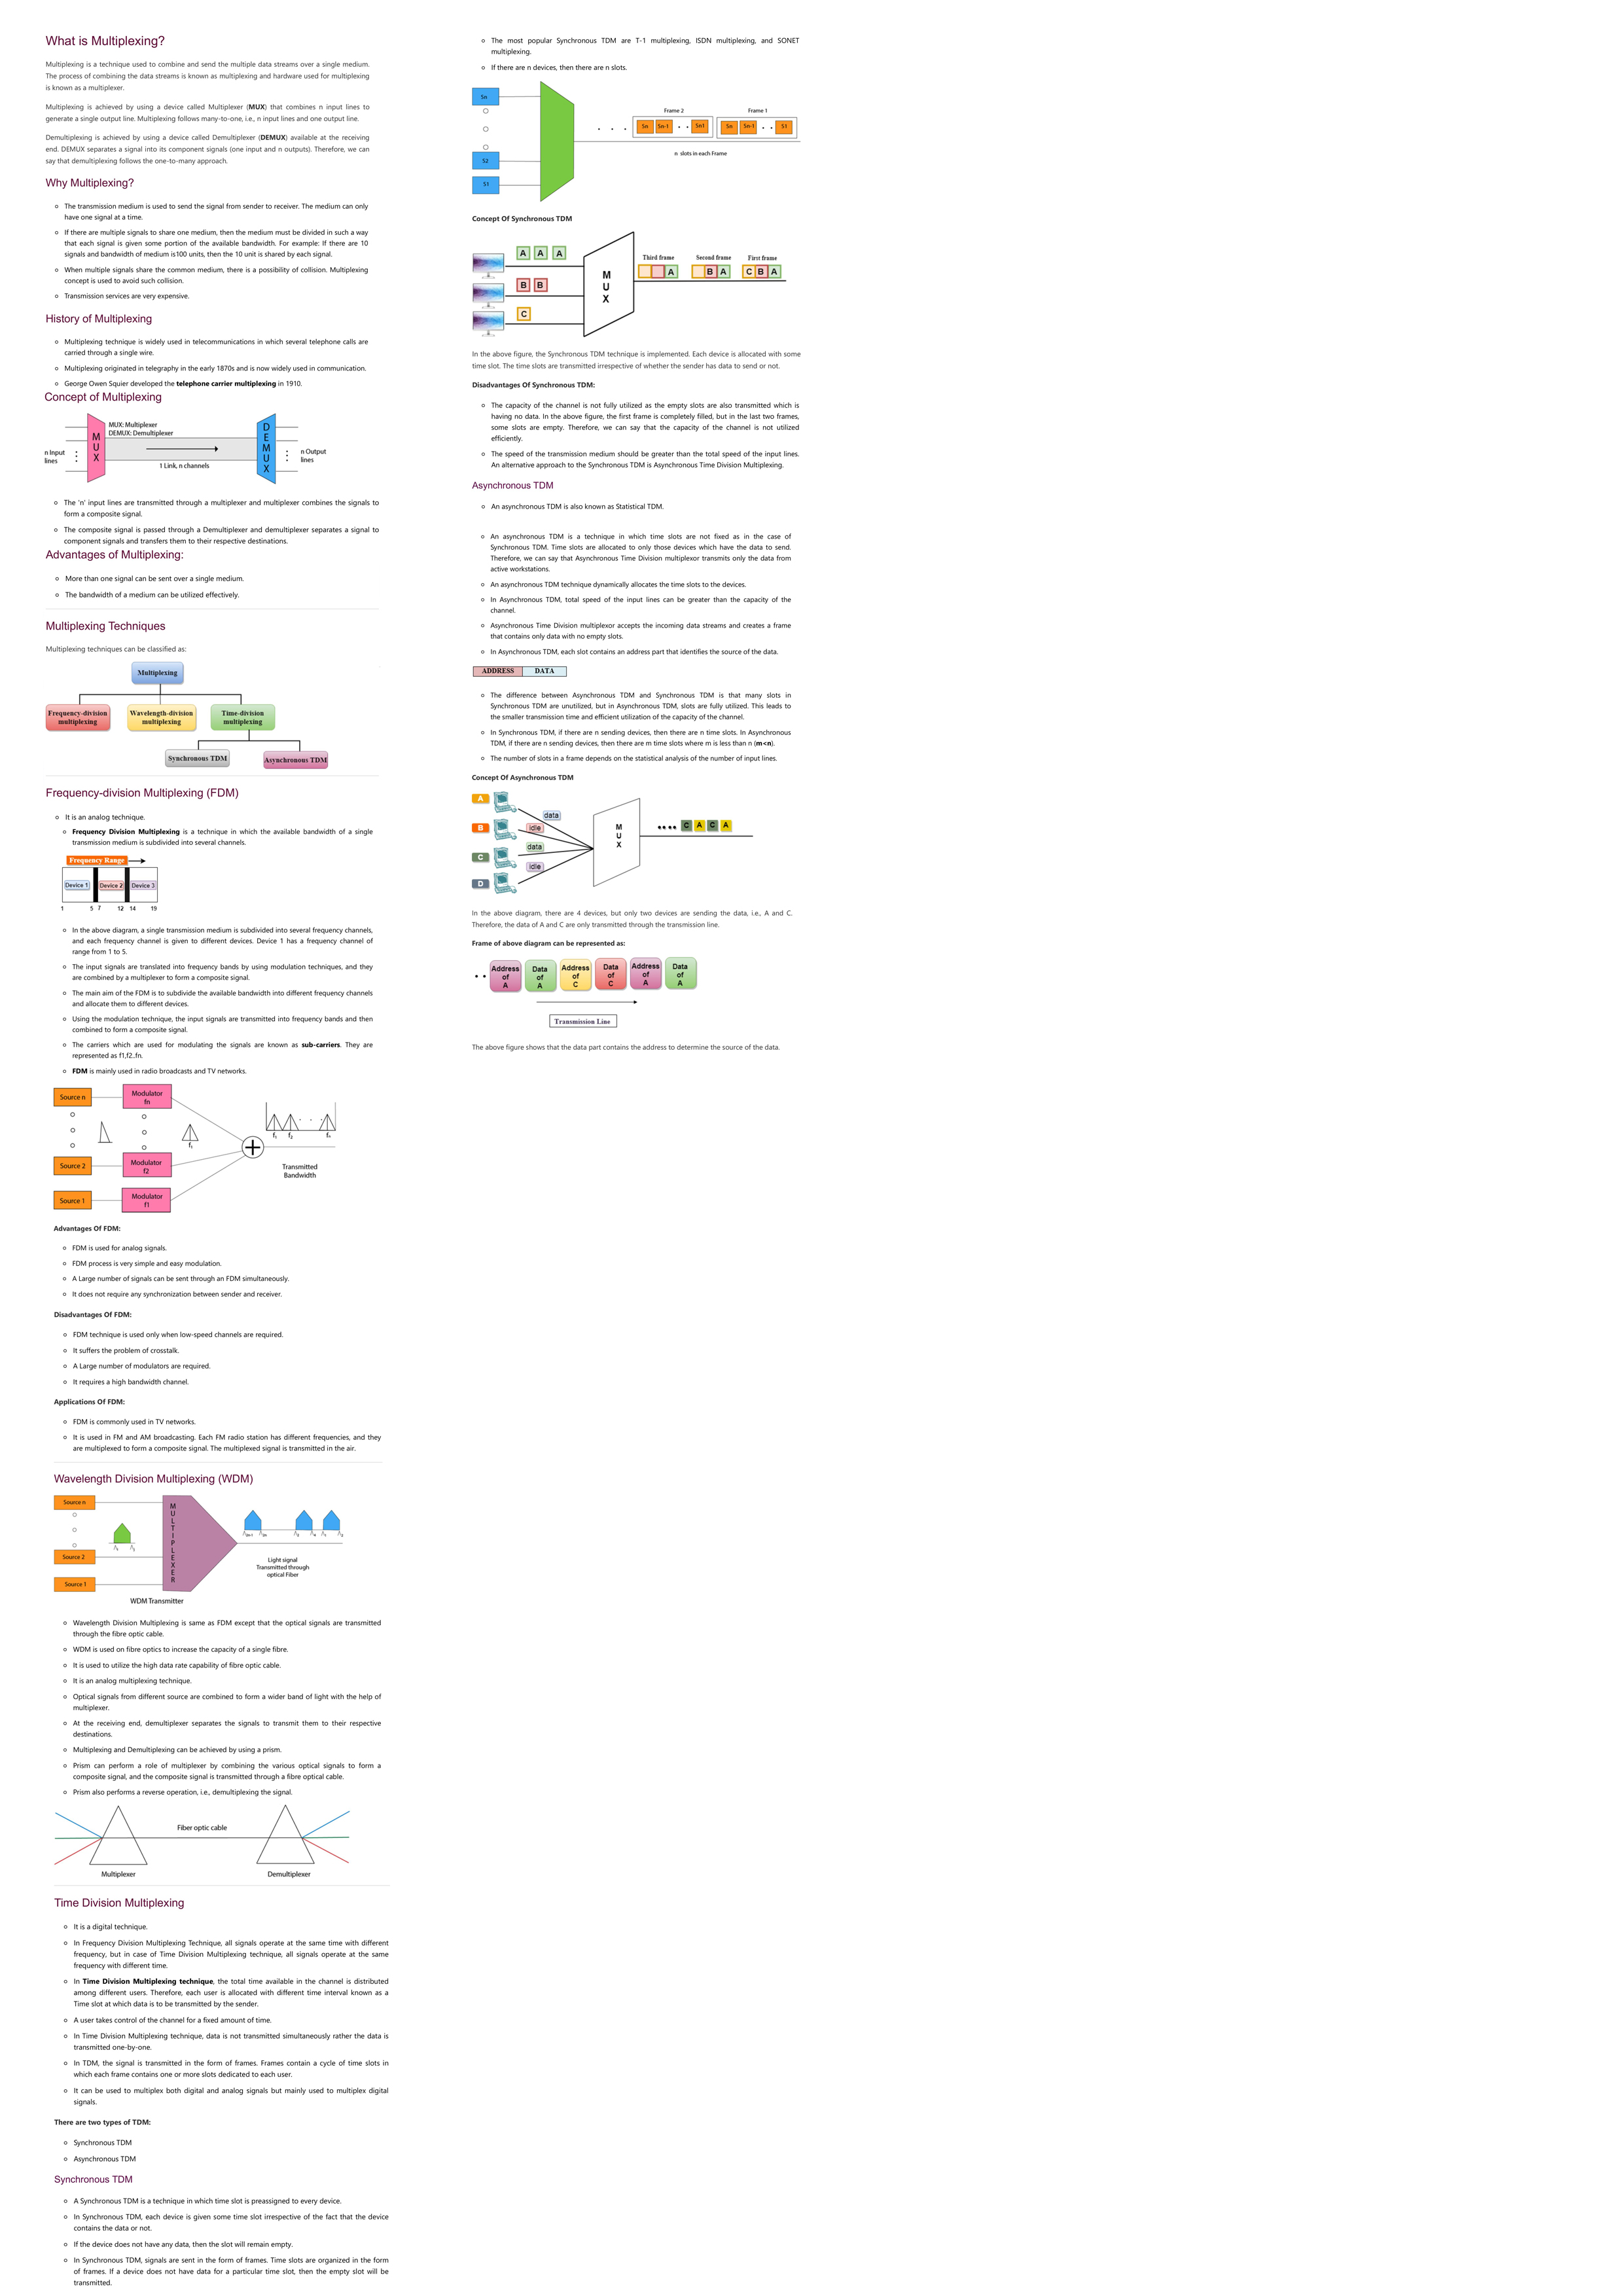 What is Multiplexing?
Multiplexing is a technique used to combine and send the multiple data streams over a single medium.
The process of combining the data streams is known as multiplexing and hardware used for multiplexing
is known as a multiplexer.
Multiplexing is achieved by using a device called Multiplexer (MUX) that combines n input lines to
generate a single output line. Multiplexing follows many-to-one, i.e., n input lines and one output line.
Demultiplexing is achieved by using a device called Demultiplexer (DEMUX) available at the receiving
end. DEMUX separates a signal into its component signals (one input and n outputs). Therefore, we can
say that demultiplexing follows the one-to-many approach.
Why Multiplexing?
The transmission medium is used to send the signal from sender to receiver. The medium can only
have one signal at a time.
If there are multiple signals to share one medium, then the medium must be divided in such a way
that each signal is given some portion of the available bandwidth. For example: If there are 10
signals and bandwidth of medium is100 units, then the 10 unit is shared by each signal.
When multiple signals share the common medium, there is a possibility of collision. Multiplexing
concept is used to avoid such collision.
Transmission services are very expensive.
History of Multiplexing
Multiplexing technique is widely used in telecommunications in which several telephone calls are
carried through a single wire.
Multiplexing originated in telegraphy in the early 1870s and is now widely used in communication.
George Owen Squier developed the telephone carrier multiplexing in 1910.
Concept of Multiplexing
MUX: Multiplexer
DEMUX: Demultiplexer
MUX
DEMUX
n Input
lines
n Output
lines
1 Link, n channels
The 'n' input lines are transmitted through a multiplexer and multiplexer combines the signals to
form a composite signal.
The composite signal is passed through a Demultiplexer and demultiplexer separates a signal to
component signals and transfers them to their respective destinations.
Advantages of Multiplexing:
More than one signal can be sent over a single medium.
The bandwidth of a medium can be utilized effectively.
Multiplexing Techniques
Multiplexing techniques can be classified as:
Multiplexing
Frequency-division
multiplexing
Wavelength-division
multiplexing
Time-division
multiplexing
Synchronous TDM
Asynchronous TDM
Frequency-division Multiplexing (FDM)
It is an analog technique.
Frequency Division Multiplexing is a technique in which the available bandwidth of a single
transmission medium is subdivided into several channels.
Frequency Range
Device 1 Device 2 Device 3
1 5 7 12 14 19
In the above diagram, a single transmission medium is subdivided into several frequency channels,
and each frequency channel is given to different devices. Device 1 has a frequency channel of
range from 1 to 5.
The input signals are translated into frequency bands by using modulation techniques, and they
are combined by a multiplexer to form a composite signal.
The main aim of the FDM is to subdivide the available bandwidth into different frequency channels
and allocate them to different devices.
Using the modulation technique, the input signals are transmitted into frequency bands and then
combined to form a composite signal.
The carriers which are used for modulating the signals are known as sub-carriers. They are
represented as f1,f2..fn.
FDM is mainly used in radio broadcasts and TV networks.
Source n
Modulator
fn
f₁
f₁ f₂ fₙ
Source 2
Modulator
f2
Transmitted
Bandwidth
Source 1
Modulator
f1
Advantages Of FDM:
FDM is used for analog signals.
FDM process is very simple and easy modulation.
A Large number of signals can be sent through an FDM simultaneously.
It does not require any synchronization between sender and receiver.
Disadvantages Of FDM:
FDM technique is used only when low-speed channels are required.
It suffers the problem of crosstalk.
A Large number of modulators are required.
It requires a high bandwidth channel.
Applications Of FDM:
FDM is commonly used in TV networks.
It is used in FM and AM broadcasting. Each FM radio station has different frequencies, and they
are multiplexed to form a composite signal. The multiplexed signal is transmitted in the air.
Wavelength Division Multiplexing (WDM)
Source n
Source 2
Source 1
MULTIPLEXER
Light signal
Transmitted through
optical Fiber
WDM Transmitter
Wavelength Division Multiplexing is same as FDM except that the optical signals are transmitted
through the fibre optic cable.
WDM is used on fibre optics to increase the capacity of a single fibre.
It is used to utilize the high data rate capability of fibre optic cable.
It is an analog multiplexing technique.
Optical signals from different source are combined to form a wider band of light with the help of
multiplexer.
At the receiving end, demultiplexer separates the signals to transmit them to their respective
destinations.
Multiplexing and Demultiplexing can be achieved by using a prism.
Prism can perform a role of multiplexer by combining the various optical signals to form a
composite signal, and the composite signal is transmitted through a fibre optical cable.
Prism also performs a reverse operation, i.e., demultiplexing the signal.
Fiber optic cable
Multiplexer
Demultiplexer
Time Division Multiplexing
It is a digital technique.
In Frequency Division Multiplexing Technique, all signals operate at the same time with different
frequency, but in case of Time Division Multiplexing technique, all signals operate at the same
frequency with different time.
In Time Division Multiplexing technique, the total time available in the channel is distributed
among different users. Therefore, each user is allocated with different time interval known as a
Time slot at which data is to be transmitted by the sender.
A user takes control of the channel for a fixed amount of time.
In Time Division Multiplexing technique, data is not transmitted simultaneously rather the data is
transmitted one-by-one.
In TDM, the signal is transmitted in the form of frames. Frames contain a cycle of time slots in
which each frame contains one or more slots dedicated to each user.
It can be used to multiplex both digital and analog signals but mainly used to multiplex digital
signals.
There are two types of TDM:
Synchronous TDM
Asynchronous TDM
Synchronous TDM
A Synchronous TDM is a technique in which time slot is preassigned to every device.
In Synchronous TDM, each device is given some time slot irrespective of the fact that the device
contains the data or not.
If the device does not have any data, then the slot will remain empty.
In Synchronous TDM, signals are sent in the form of frames. Time slots are organized in the form
of frames. If a device does not have data for a particular time slot, then the empty slot will be
transmitted.
The most popular Synchronous TDM are T-1 multiplexing, ISDN multiplexing, and SONET
multiplexing.
If there are n devices, then there are n slots.
Sn
S2
S1
Frame 2 Frame 1
Sn Sn-1 . . Sn1 Sn Sn-1 . . S1
n slots in each Frame
Concept Of Synchronous TDM
A A A
B B
C
MUX
Third frame Second frame First frame
A B A C B A
In the above figure, the Synchronous TDM technique is implemented. Each device is allocated with some
time slot. The time slots are transmitted irrespective of whether the sender has data to send or not.
Disadvantages Of Synchronous TDM:
The capacity of the channel is not fully utilized as the empty slots are also transmitted which is
having no data. In the above figure, the first frame is completely filled, but in the last two frames,
some slots are empty. Therefore, we can say that the capacity of the channel is not utilized
efficiently.
The speed of the transmission medium should be greater than the total speed of the input lines.
An alternative approach to the Synchronous TDM is Asynchronous Time Division Multiplexing.
Asynchronous TDM
An asynchronous TDM is also known as Statistical TDM.
An asynchronous TDM is a technique in which time slots are not fixed as in the case of
Synchronous TDM. Time slots are allocated to only those devices which have the data to send.
Therefore, we can say that Asynchronous Time Division multiplexor transmits only the data from
active workstations.
An asynchronous TDM technique dynamically allocates the time slots to the devices.
In Asynchronous TDM, total speed of the input lines can be greater than the capacity of the
channel.
Asynchronous Time Division multiplexor accepts the incoming data streams and creates a frame
that contains only data with no empty slots.
In Asynchronous TDM, each slot contains an address part that identifies the source of the data.
ADDRESS DATA
The difference between Asynchronous TDM and Synchronous TDM is that many slots in
Synchronous TDM are unutilized, but in Asynchronous TDM, slots are fully utilized. This leads to
the smaller transmission time and efficient utilization of the capacity of the channel.
In Synchronous TDM, if there are n sending devices, then there are n time slots. In Asynchronous
TDM, if there are n sending devices, then there are m time slots where m is less than n (m<n).
The number of slots in a frame depends on the statistical analysis of the number of input lines.
Concept Of Asynchronous TDM
A data
B idle
C data
D idle
MUX
C A C A
In the above diagram, there are 4 devices, but only two devices are sending the data, i.e., A and C.
Therefore, the data of A and C are only transmitted through the transmission line.
Frame of above diagram can be represented as:
Address of A
Data of A
Address of C
Data of C
Address of A
Data of A
Transmission Line
The above figure shows that the data part contains the address to determine the source of the data.